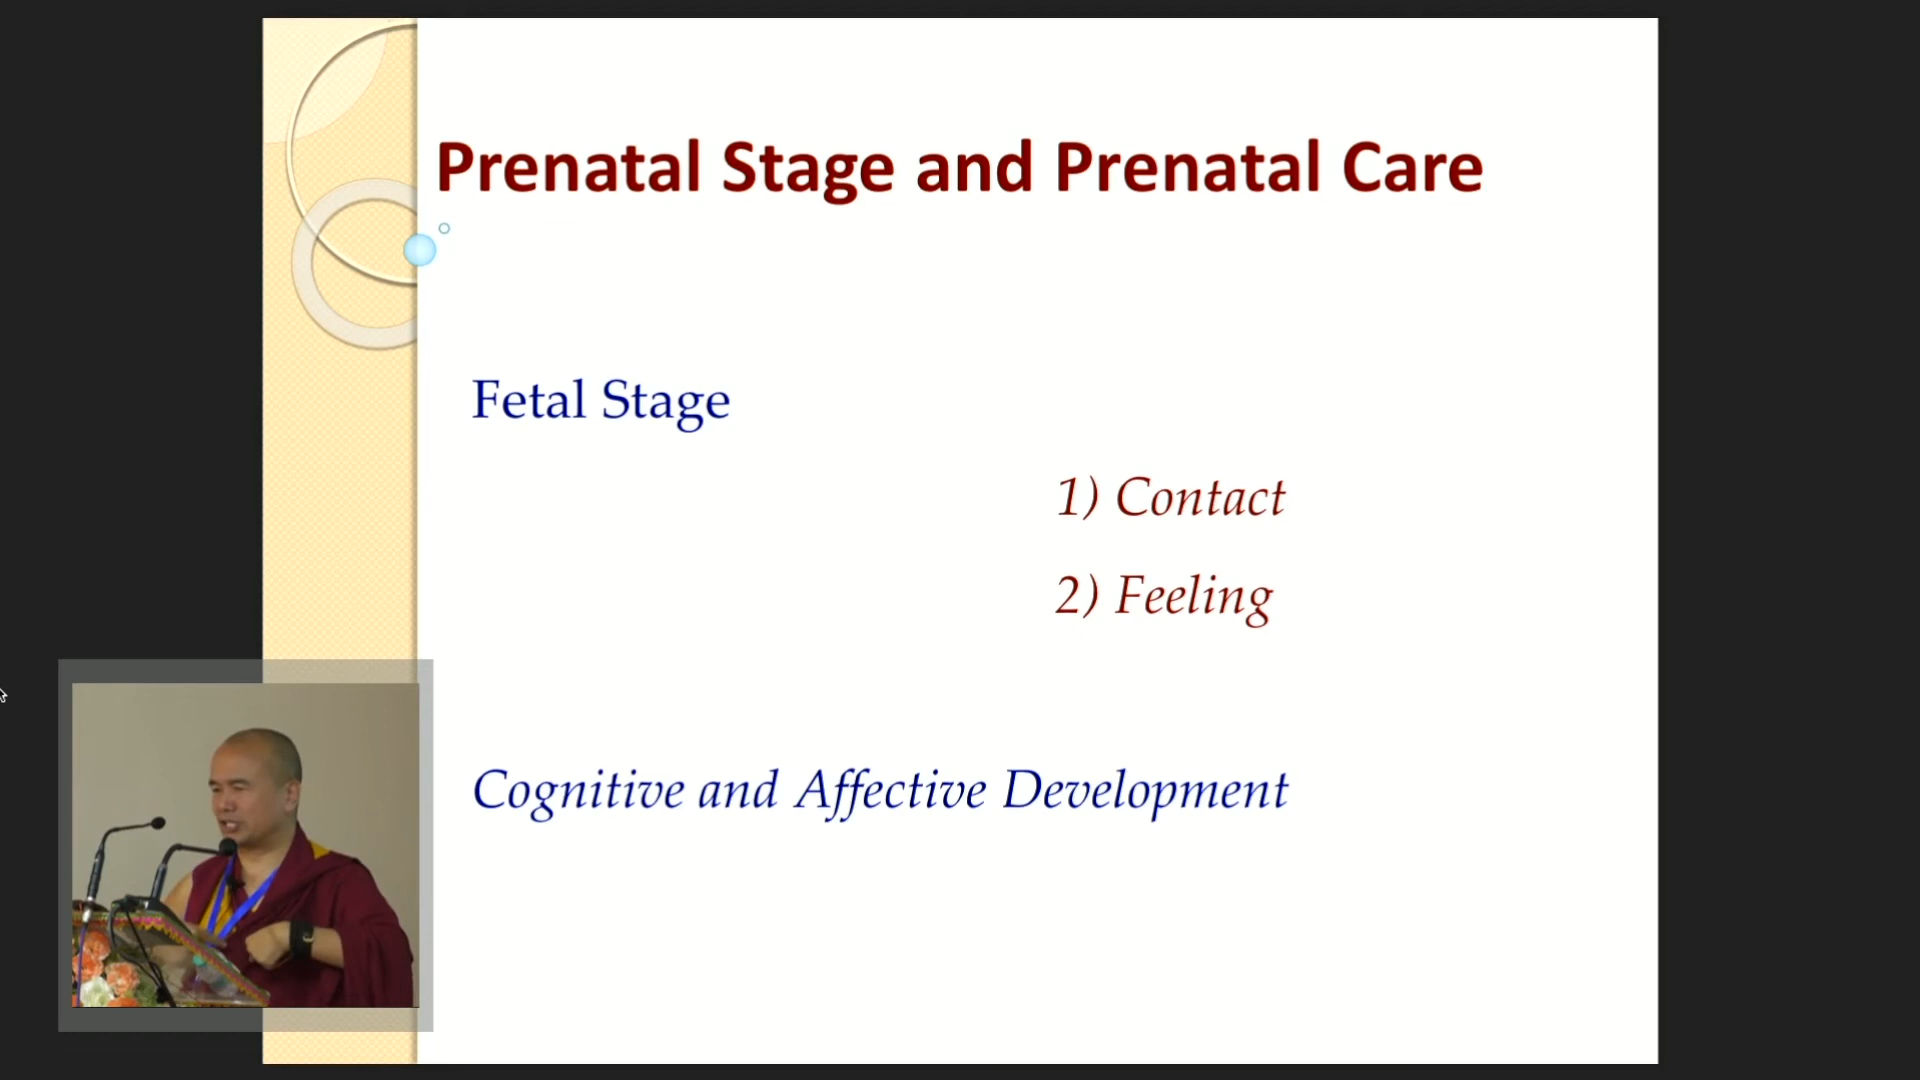 Prenatal Stage and Prenatal Care
Fetal Stage
1) Contact
2) Feeling
Cognitive and Affective Development